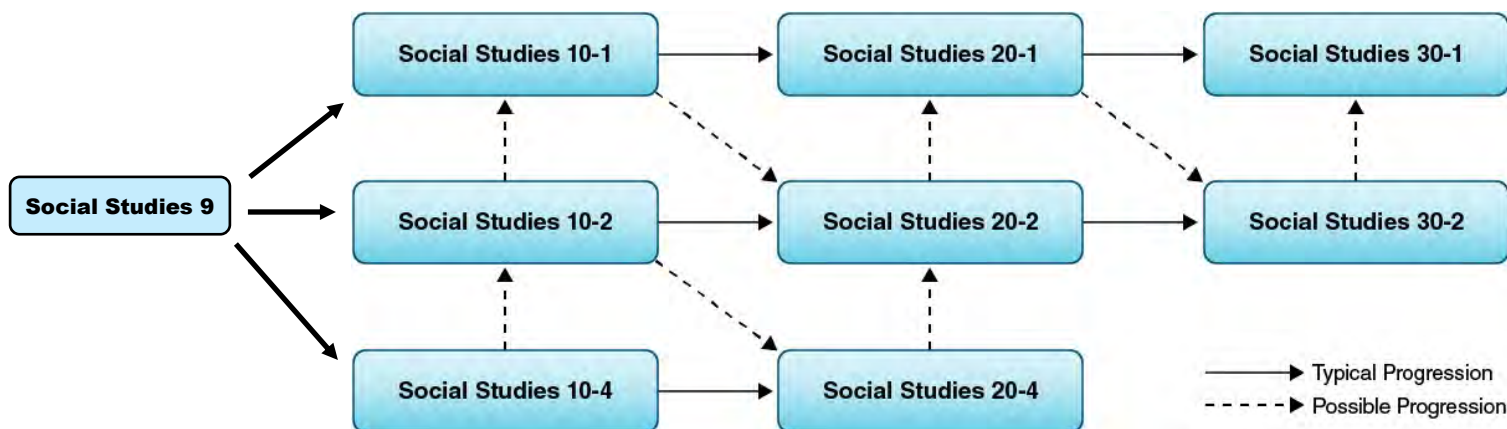 Social Studies 10-1
Social Studies 20-1
Social Studies 30-1
Social Studies 9
Social Studies 10-2
Social Studies 20-2
Social Studies 30-2
Social Studies 10-4
Social Studies 20-4
Typical Progression
Possible Progression